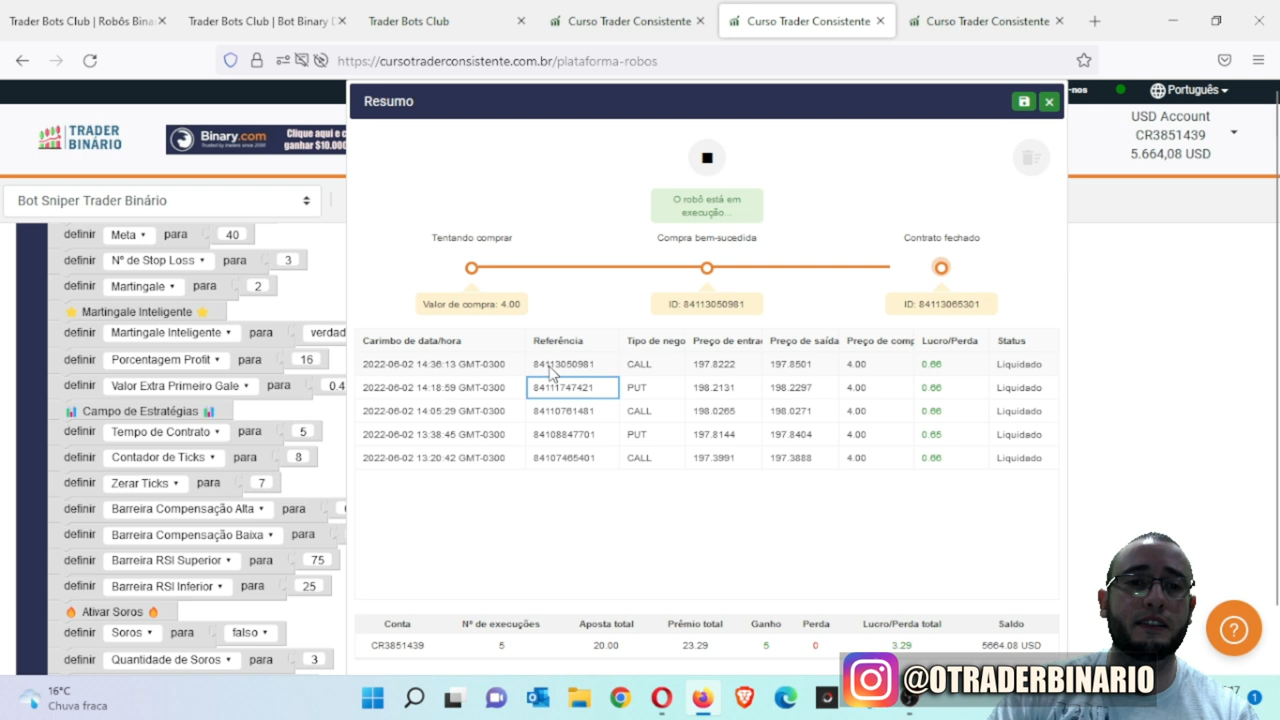 Trader Bots Club | Robôs Bina
Trader Bots Club | Bot Binary D
Trader Bots Club
Curso Trader Consistente
Curso Trader Consistente
Curso Trader Consistente
https://cursotraderconsistente.com.br/plataforma-robos
Resumo
Português
TRADER BINÁRIO
Binary.com
Clique aqui e
ganhar $10.000
USD Account
CR3851439
5.664,08 USD
Bot Sniper Trader Binário
O robô está em
execução...
Tentando comprar
Compra bem-sucedida
Contrato fechado
Valor de compra: 4.00
ID: 84113050981
ID: 84113065301
definir Meta para 40
definir Nº de Stop Loss para 3
definir Martingale para 2
Martingale Inteligente
definir Martingale Inteligente para verdad
definir Porcentagem Profit para 16
definir Valor Extra Primeiro Gale para 0.4
Campo de Estratégias
definir Tempo de Contrato para 5
definir Contador de Ticks para 8
definir Zerar Ticks para 7
definir Barreira Compensação Alta para
definir Barreira Compensação Baixa para
definir Barreira RSI Superior para 75
definir Barreira RSI Inferior para 25
Ativar Soros
definir Soros para falso
definir Quantidade de Soros para 3
Carimbo de data/hora Referência Tipo de nego Preço de entra Preço de saída Preço de comp Lucro/Perda Status
2022-06-02 14:36:13 GMT-0300 84113050981 CALL 197.8222 197.8501 4.00 0.66 Liquidado
2022-06-02 14:18:59 GMT-0300 84111747421 PUT 198.2131 198.2297 4.00 0.66 Liquidado
2022-06-02 14:05:29 GMT-0300 84110761481 CALL 198.0265 198.0271 4.00 0.66 Liquidado
2022-06-02 13:38:45 GMT-0300 84108847701 PUT 197.8144 197.8404 4.00 0.65 Liquidado
2022-06-02 13:20:42 GMT-0300 84107465401 CALL 197.3991 197.3888 4.00 0.66 Liquidado
Conta Nº de execuções Aposta total Prêmio total Ganho Perda Lucro/Perda total Saldo
CR3851439 5 20.00 23.29 5 0 3.29 5664.08 USD
@OTRADERBINARIO
16°C
Chuva fraca